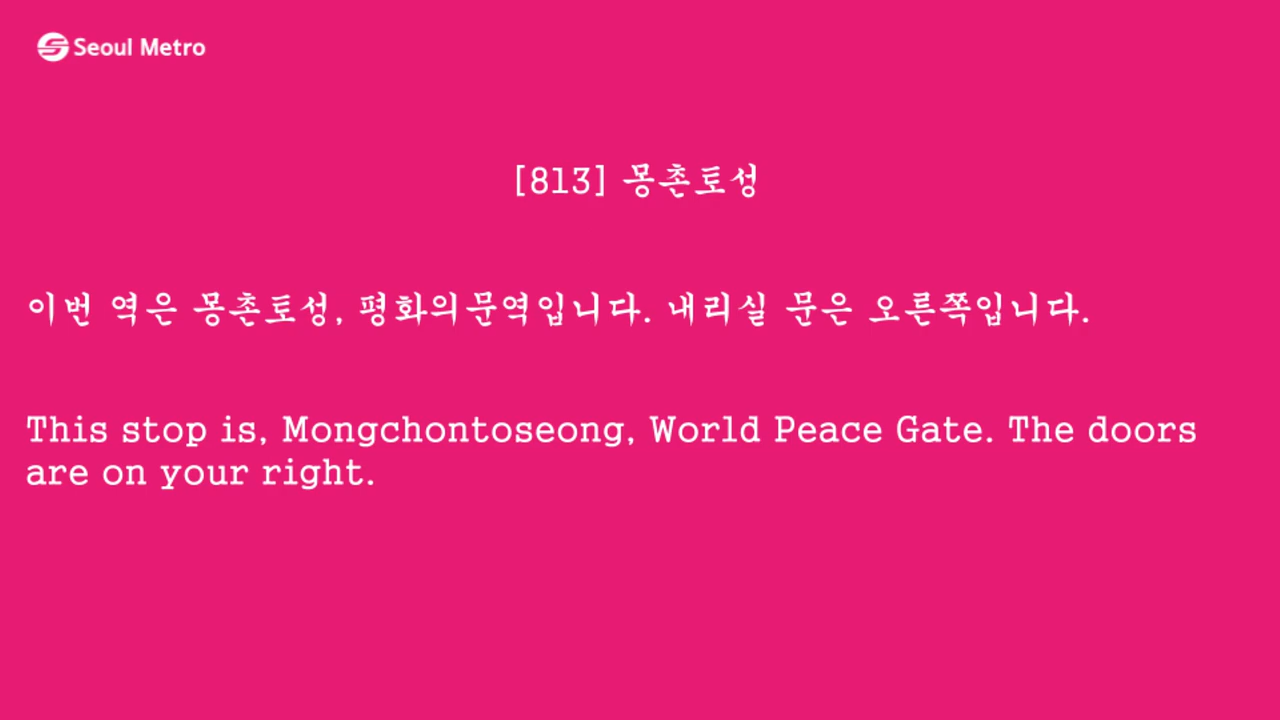 Seoul Metro
[813] 몽촌토성
이번 역은 몽촌토성, 평화의문역입니다. 내리실 문은 오른쪽입니다.
This stop is, Mongchontoseong, World Peace Gate. The doors
are on your right.